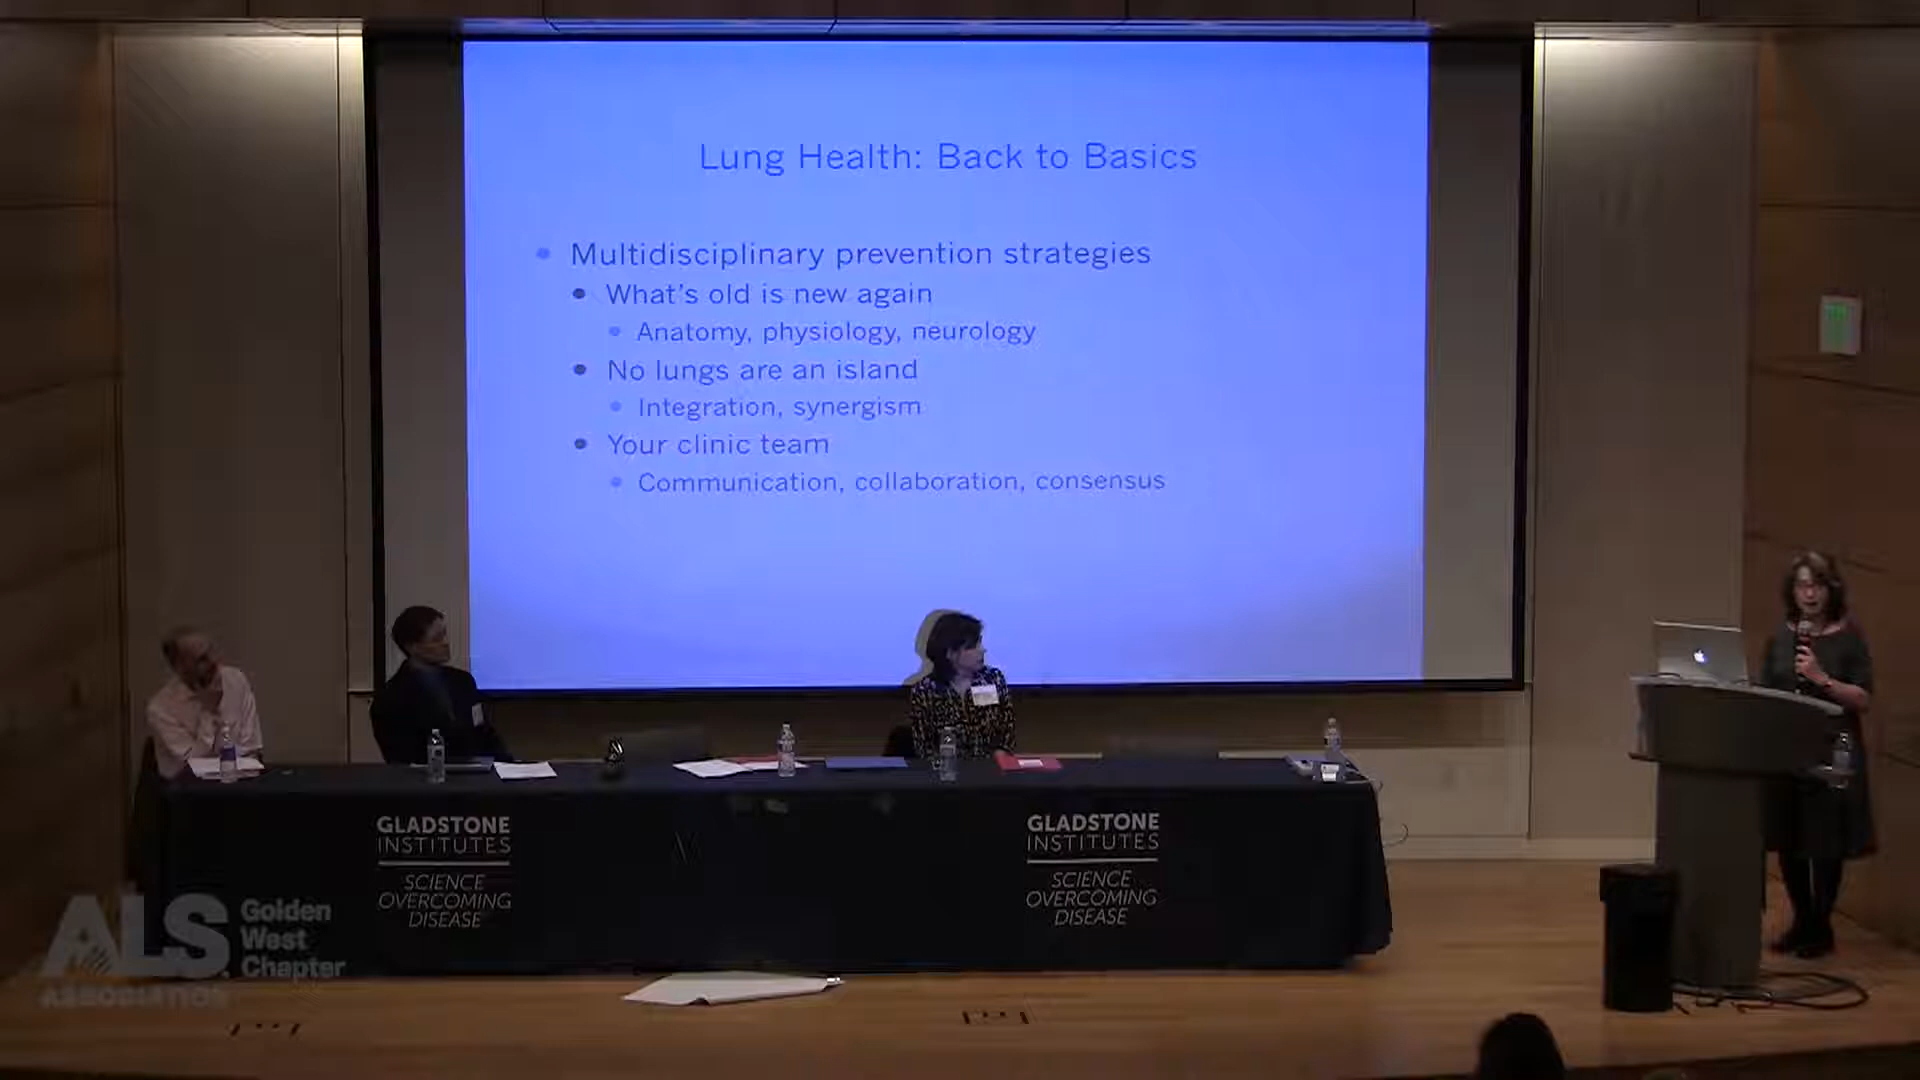 Lung Health: Back to Basics
Multidisciplinary prevention strategies
What's old is new again
Anatomy, physiology, neurology
No lungs are an island
Integration, synergism
Your clinic team
Communication, collaboration, consensus
GLADSTONE
INSTITUTES
SCIENCE
OVERCOMING
DISEASE
GLADSTONE
INSTITUTES
SCIENCE
OVERCOMING
DISEASE
ALS
ASSOCIATION
Golden
West
Chapter